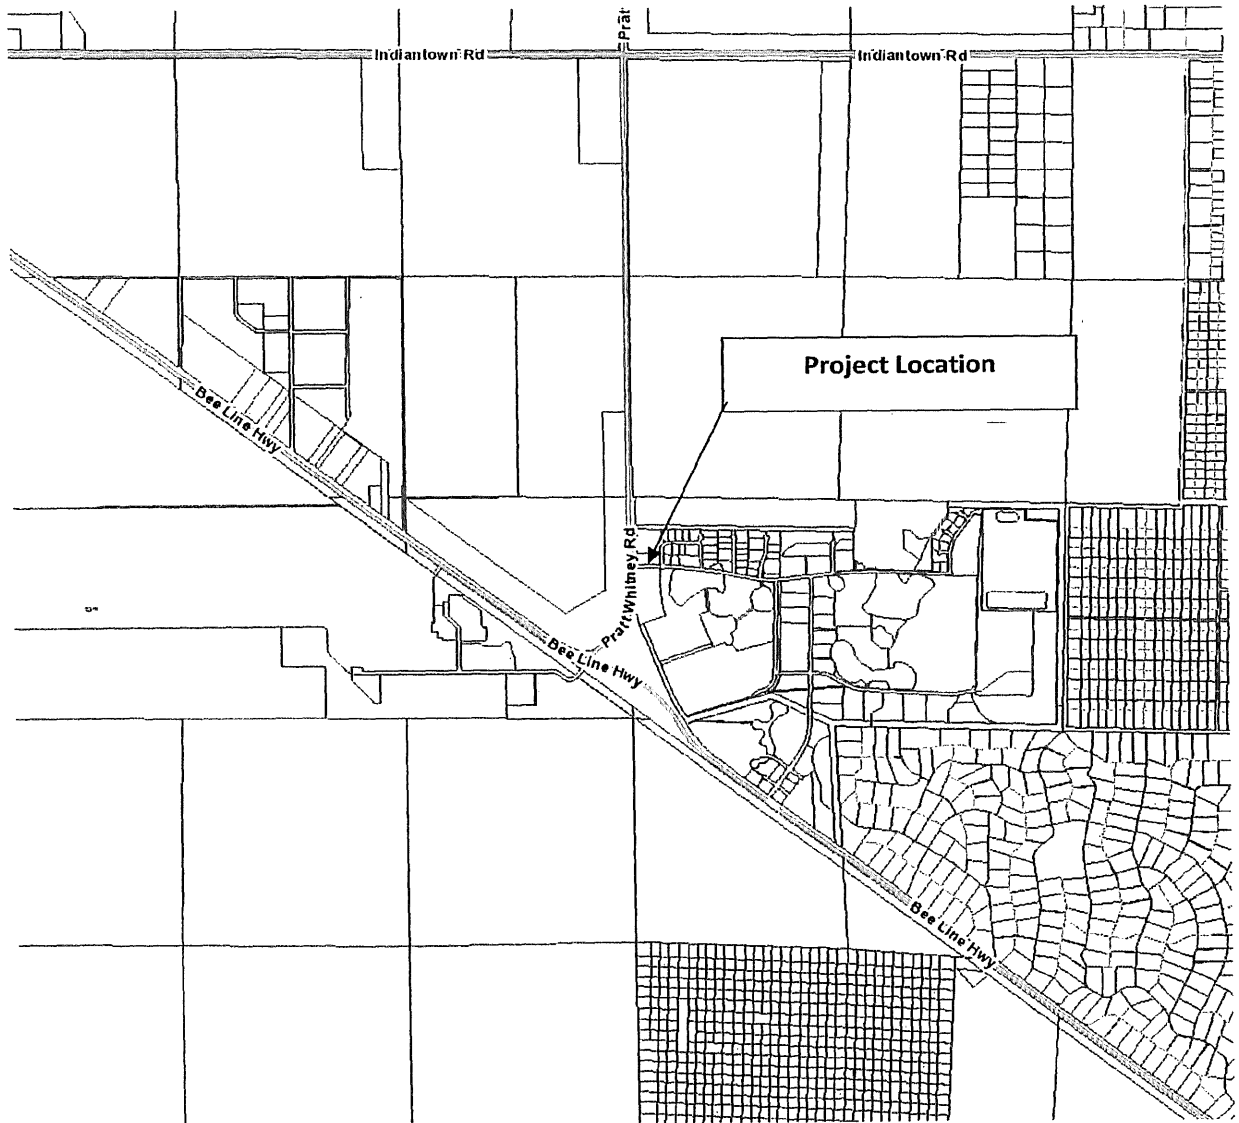 Prat
Indiantown Rd
Indiantown Rd
Project Location
Bee Line Hwy
Pratt Whitney Rd
Bee Line Hwy
Bee Line Hwy